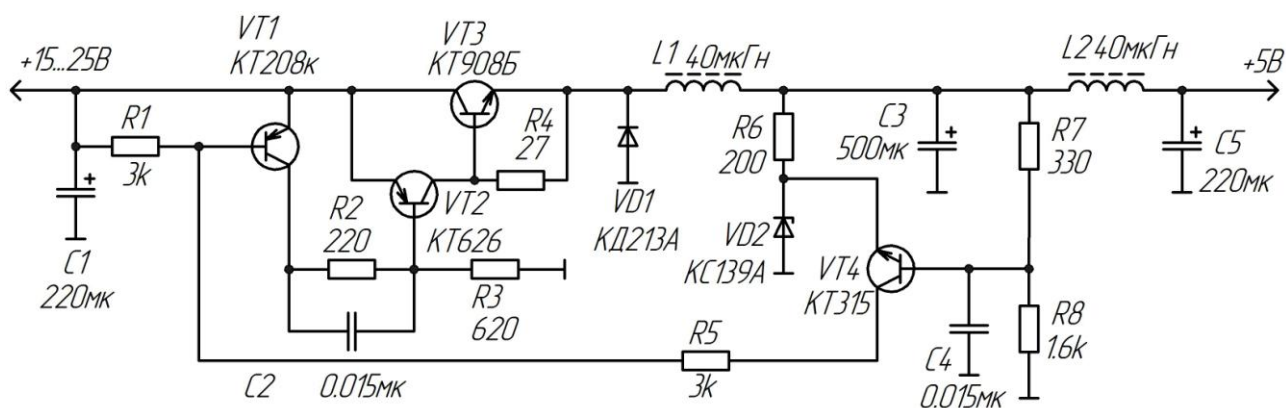 +15...25В
VT1
КТ208к
VT3
КТ908Б
L1 40мкГн
L2 40мкГн
+5В
R1
3k
R4
27
R6
200
C3
500мк
R7
330
C5
220мк
C1
220мк
R2
220
VT2
КТ626
VD1
КД213А
VD2
КС139А
VT4
КТ315
R3
620
R5
3k
C4
0.015мк
R8
1.6k
C2
0.015мк